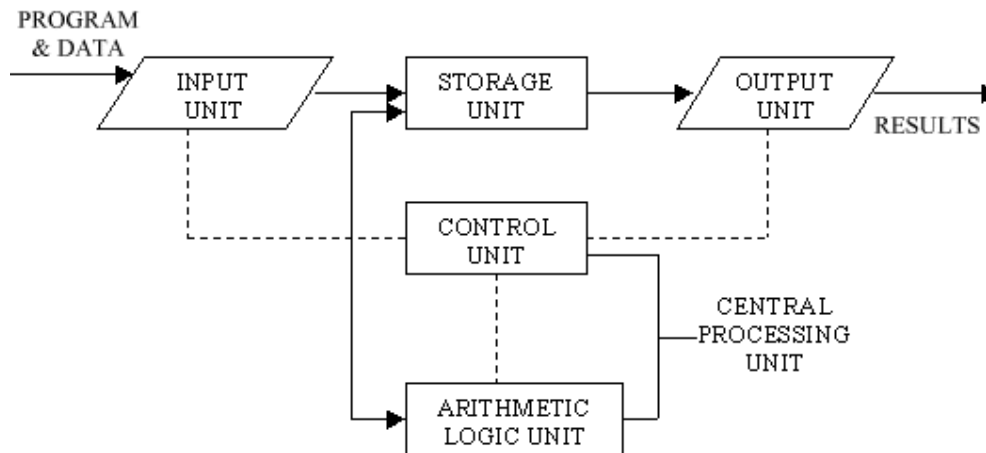 PROGRAM
& DATA
INPUT
UNIT
STORAGE
UNIT
OUTPUT
UNIT
RESULTS
CONTROL
UNIT
CENTRAL
PROCESSING
UNIT
ARITHMETIC
LOGIC UNIT